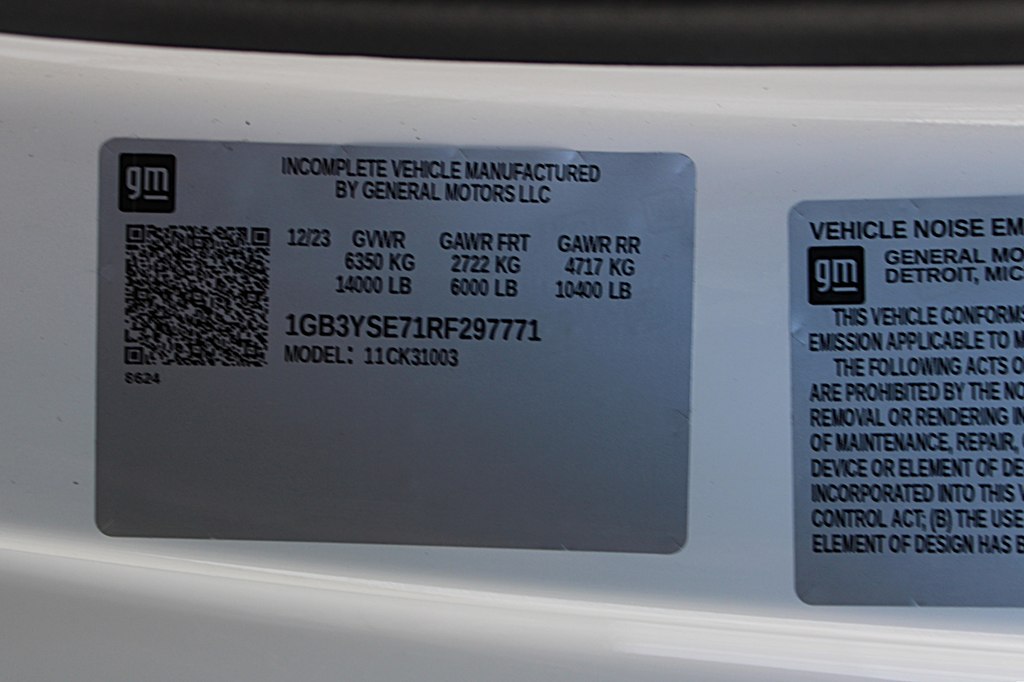 gm
INCOMPLETE VEHICLE MANUFACTURED
BY GENERAL MOTORS LLC
12/23 GVWR GAWR FRT GAWR RR
6350 KG 2722 KG 4717 KG
14000 LB 6000 LB 10400 LB
1GB3YSE71RF297771
MODEL: 11CK31003
8624
VEHICLE NOISE EM
gm
GENERAL MO
DETROIT, MIC
THIS VEHICLE CONFORMS
EMISSION APPLICABLE TO M
THE FOLLOWING ACTS O
ARE PROHIBITED BY THE NO
REMOVAL OR RENDERING IN
OF MAINTENANCE, REPAIR,
DEVICE OR ELEMENT OF DE
INCORPORATED INTO THIS V
CONTROL ACT; (B) THE USE
ELEMENT OF DESIGN HAS B